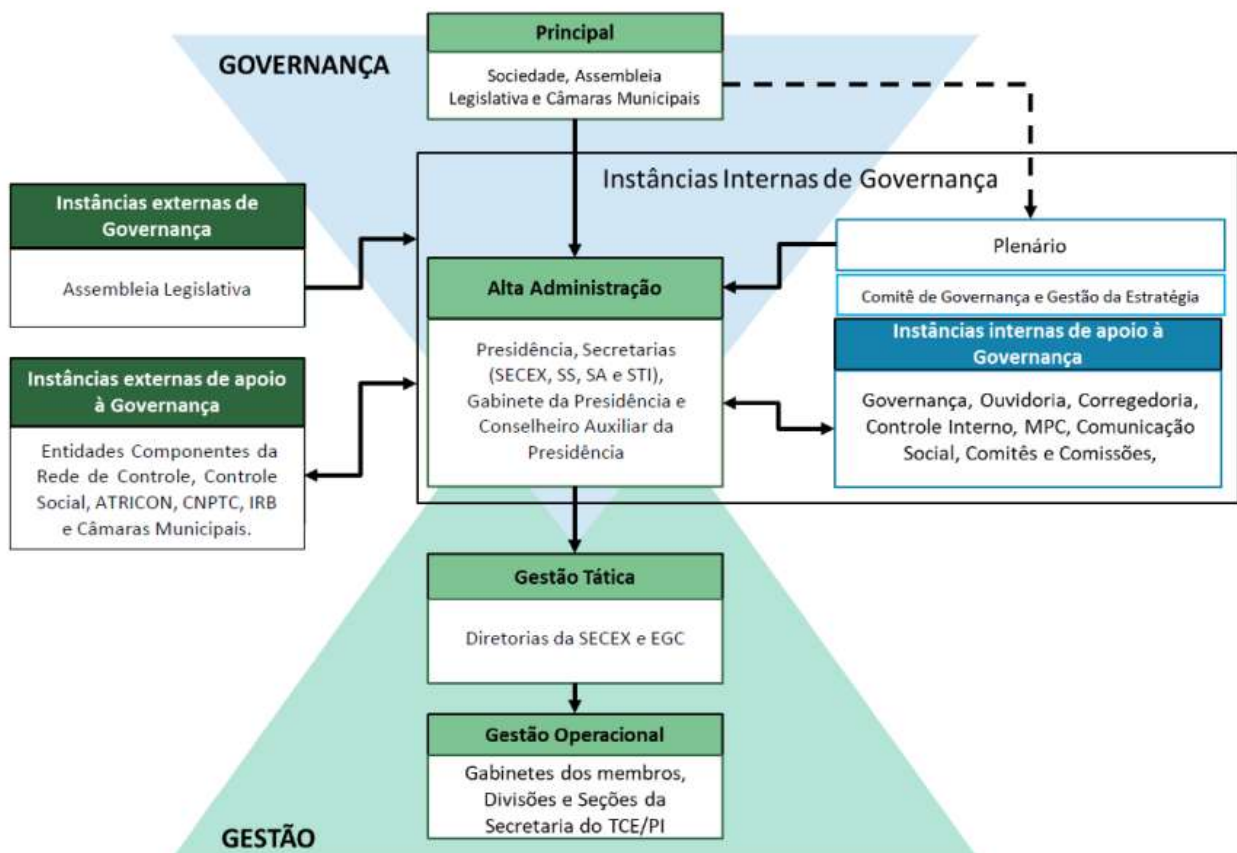 GOVERNANÇA
Principal
Sociedade, Assembleia
Legislativa e Câmaras Municipais
Instâncias Internas de Governança
Instâncias externas de
Governança
Assembleia Legislativa
Plenário
Comitê de Governança e Gestão da Estratégia
Alta Administração
Presidência, Secretarias
(SECEX, SS, SA e STI),
Gabinete da Presidência e
Conselheiro Auxiliar da
Presidência
Instâncias internas de apoio à
Governança
Governança, Ouvidoria, Corregedoria,
Controle Interno, MPC, Comunicação
Social, Comitês e Comissões,
Instâncias externas de apoio
à Governança
Entidades Componentes da
Rede de Controle, Controle
Social, ATRICON, CNPTC, IRB
e Câmaras Municipais.
Gestão Tática
Diretorias da SECEX e EGC
Gestão Operacional
Gabinetes dos membros,
Divisões e Seções da
Secretaria do TCE/PI
GESTÃO